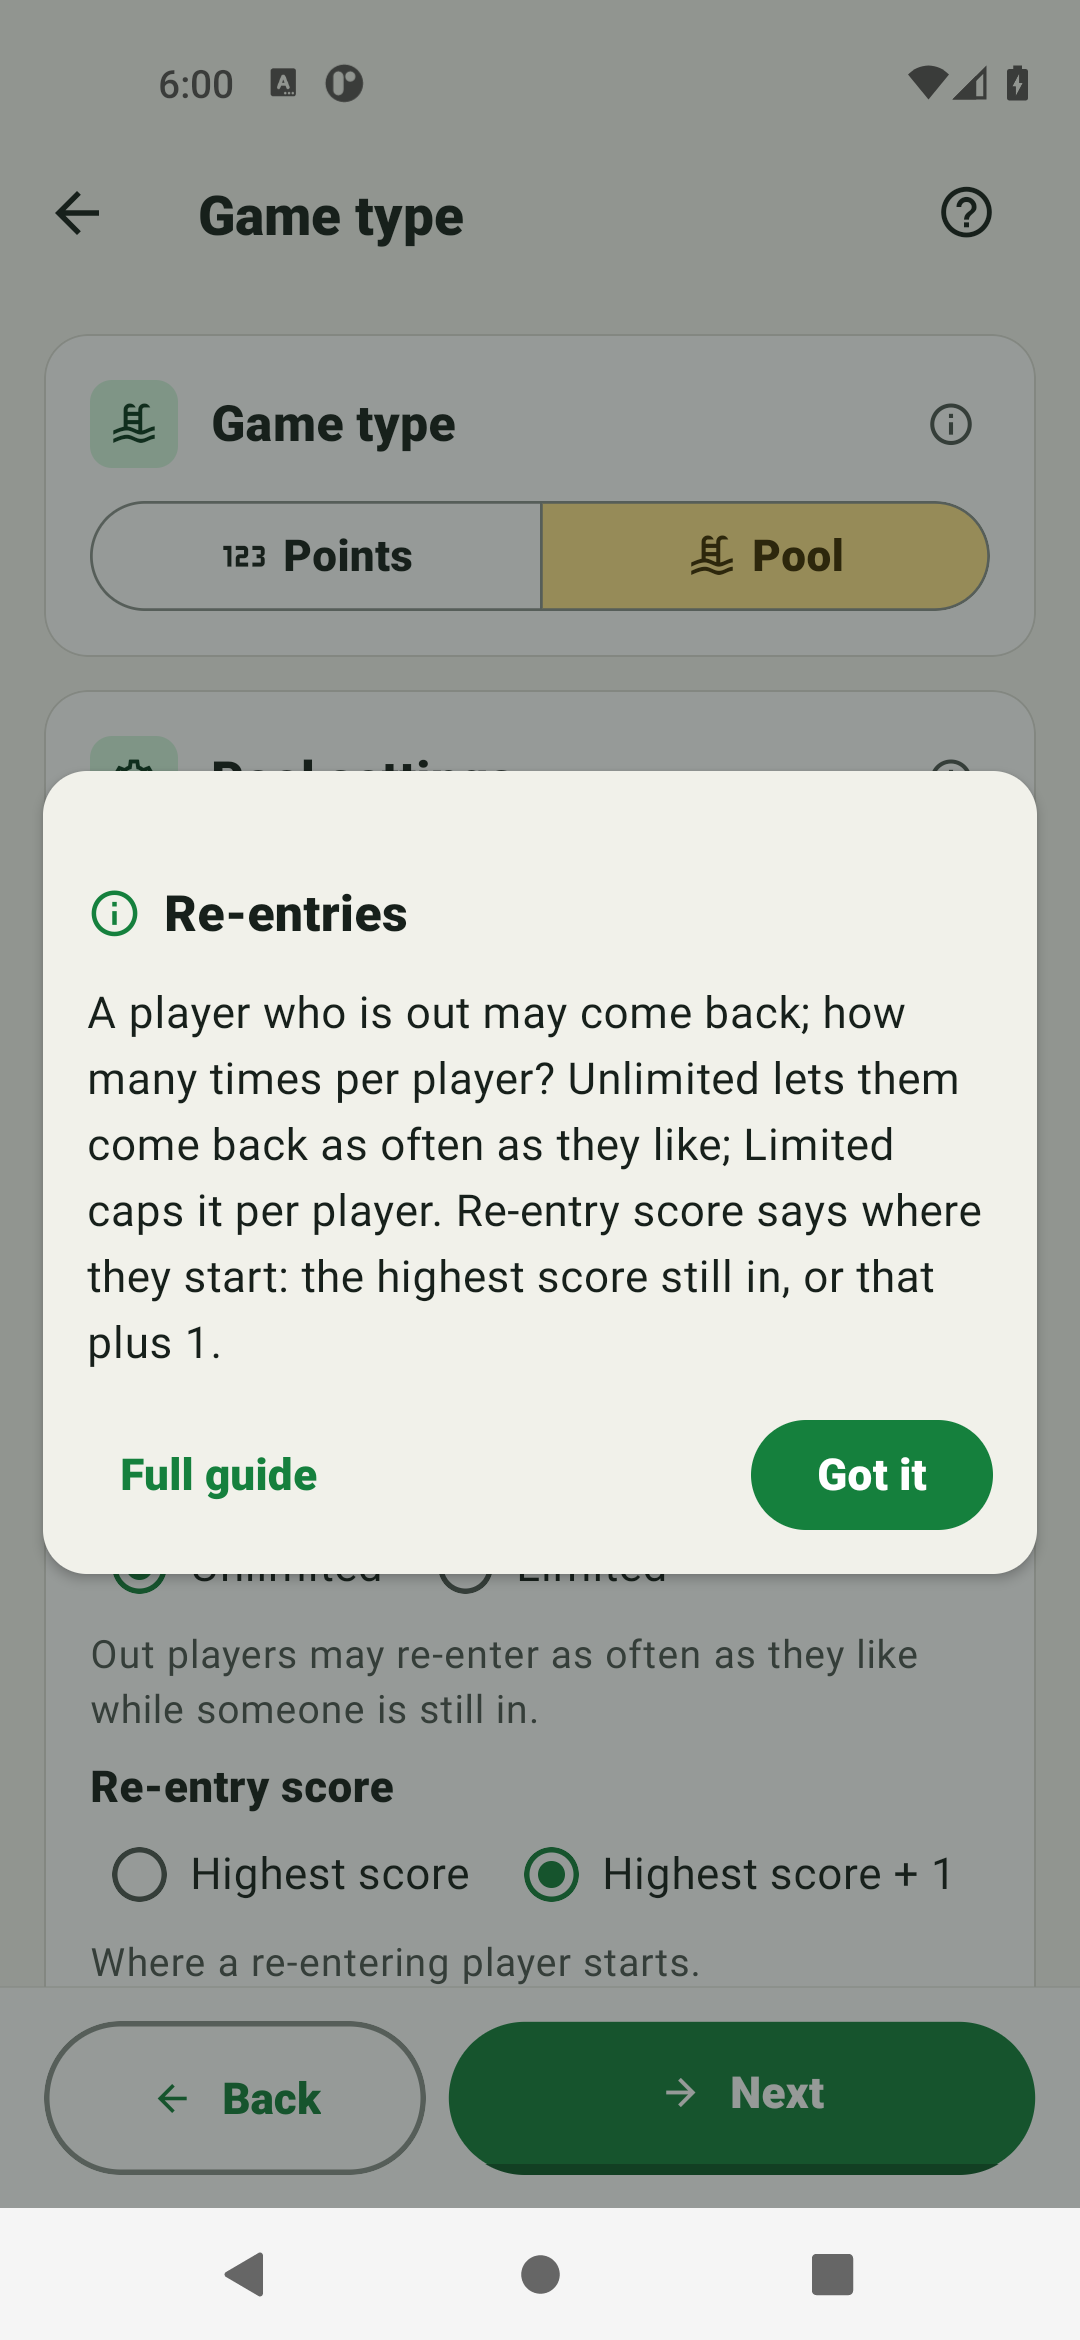 6:00
Game type
Game type
123 Points
Pool
Pool settings
Re-entries
A player who is out may come back; how
many times per player? Unlimited lets them
come back as often as they like; Limited
caps it per player. Re-entry score says where
they start: the highest score still in, or that
plus 1.
Full guide
Got it
Unlimited
Limited
Out players may re-enter as often as they like
while someone is still in.
Re-entry score
Highest score
Highest score + 1
Where a re-entering player starts.
Back
Next